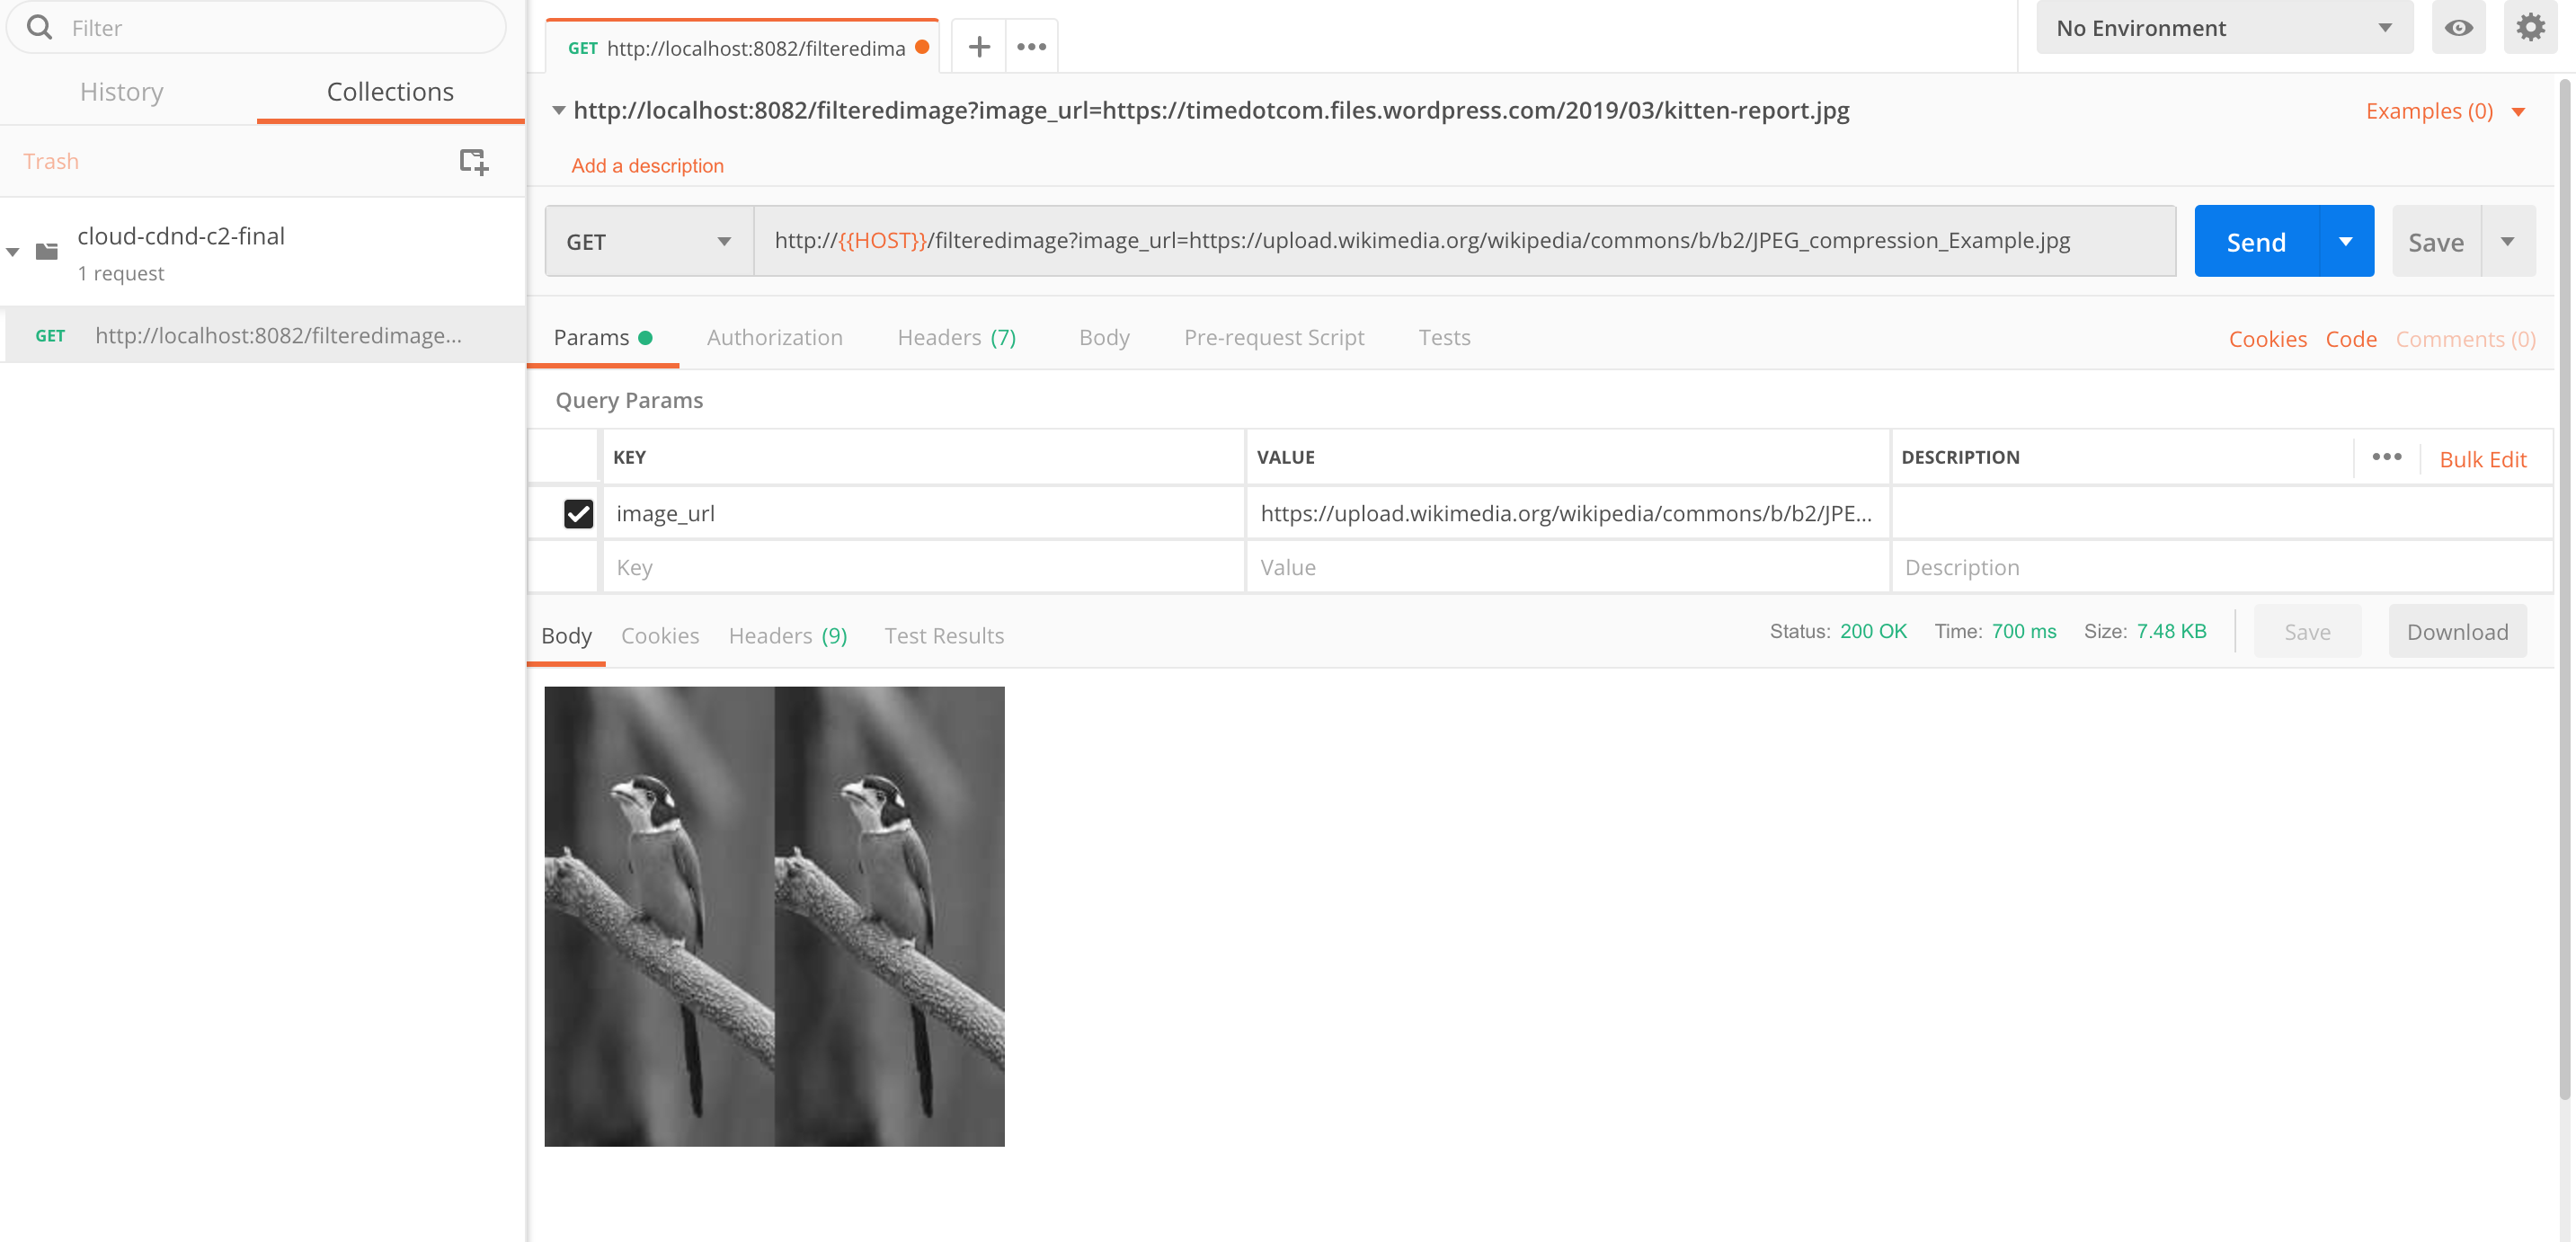 Filter
History
Collections
Trash
cloud-cdnd-c2-final
1 request
GET http://localhost:8082/filteredimage...
GET http://localhost:8082/filteredima
No Environment
http://localhost:8082/filteredimage?image_url=https://timedotcom.files.wordpress.com/2019/03/kitten-report.jpg
Examples (0)
Add a description
GET
http://{{HOST}}/filteredimage?image_url=https://upload.wikimedia.org/wikipedia/commons/b/b2/JPEG_compression_Example.jpg
Send
Save
Params Authorization Headers (7) Body Pre-request Script Tests
Cookies Code Comments (0)
Query Params
KEY VALUE DESCRIPTION ••• Bulk Edit
image_url https://upload.wikimedia.org/wikipedia/commons/b/b2/JPE...
Key Value Description
Body Cookies Headers (9) Test Results
Status: 200 OK Time: 700 ms Size: 7.48 KB Save Download